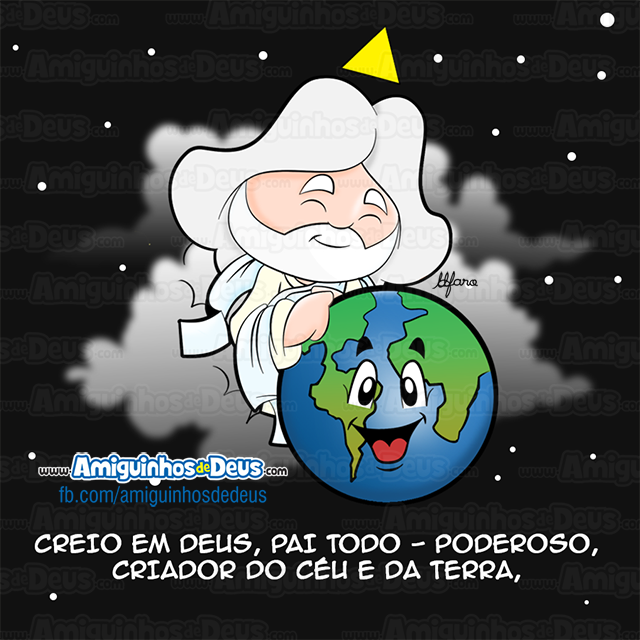 www.AmiguinhosdeDeus.com
fb.com/amiguinhosdedeus
CREIO EM DEUS, PAI TODO - PODEROSO,
CRIADOR DO CÉU E DA TERRA,